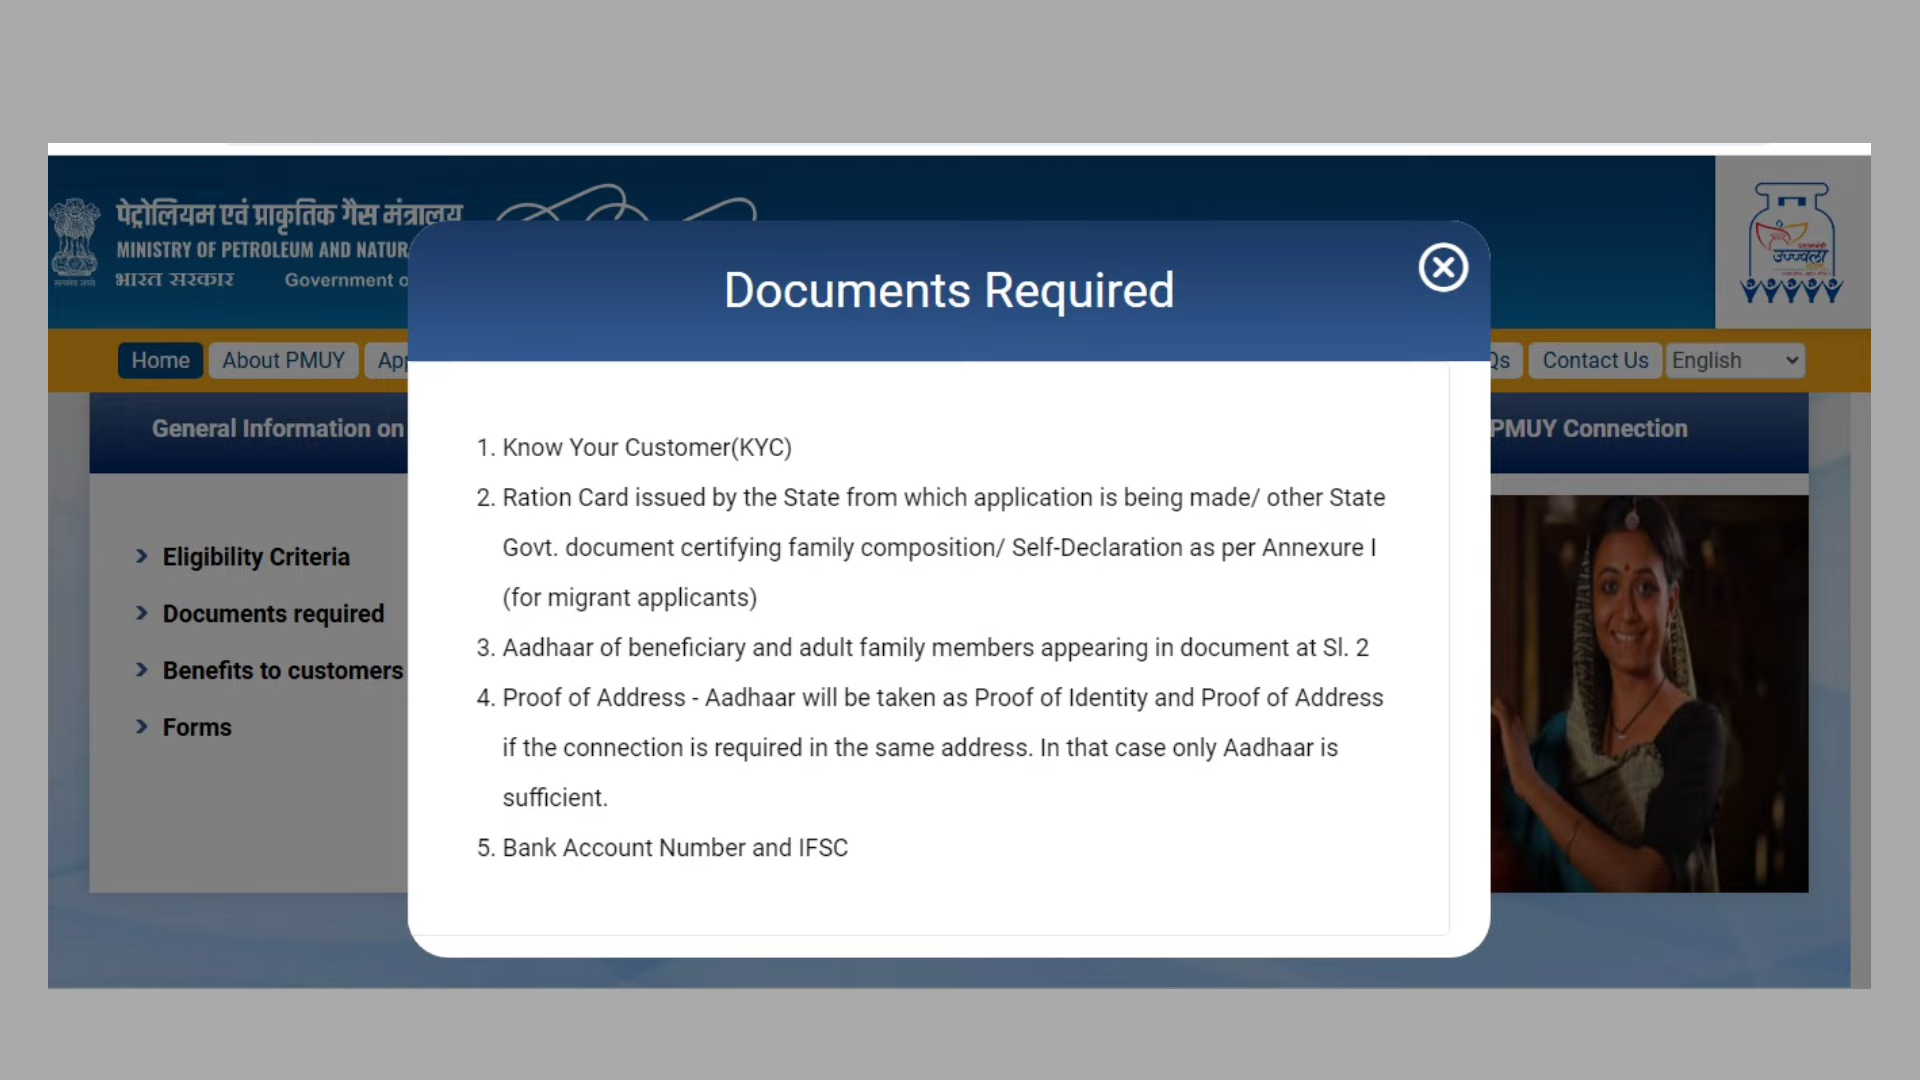 पेट्रोलियम एवं प्राकृतिक गैस मंत्रालय
MINISTRY OF PETROLEUM AND NATUR
भारत सरकार Government o
उज्ज्वला
Documents Required
Home About PMUY App Qs Contact Us English
General Information on PMUY Connection
Eligibility Criteria
Documents required
Benefits to customers
Forms
1. Know Your Customer(KYC)
2. Ration Card issued by the State from which application is being made/ other State
Govt. document certifying family composition/ Self-Declaration as per Annexure I
(for migrant applicants)
3. Aadhaar of beneficiary and adult family members appearing in document at Sl. 2
4. Proof of Address - Aadhaar will be taken as Proof of Identity and Proof of Address
if the connection is required in the same address. In that case only Aadhaar is
sufficient.
5. Bank Account Number and IFSC